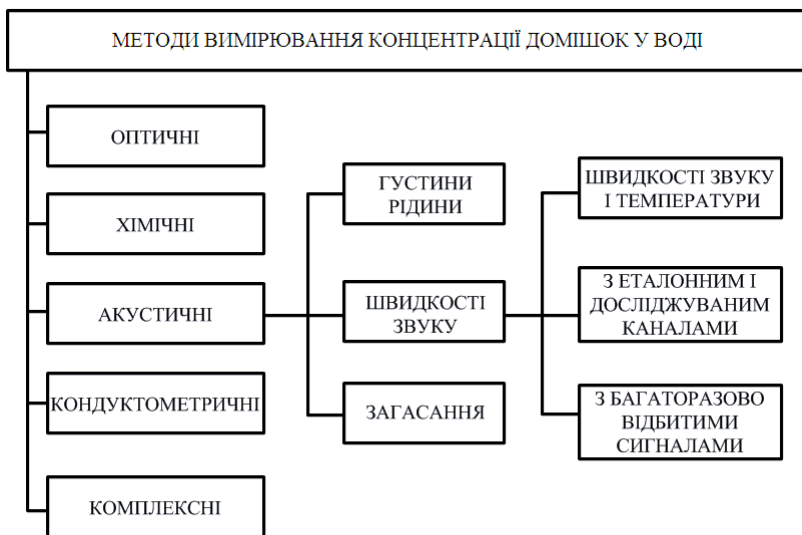 МЕТОДИ ВИМІРЮВАННЯ КОНЦЕНТРАЦІЇ ДОМІШОК У ВОДІ
ОПТИЧНІ
ХІМІЧНІ
АКУСТИЧНІ
КОНДУКТОМЕТРИЧНІ
КОМПЛЕКСНІ
ГУСТИНИ
РІДИНИ
ШВИДКОСТІ
ЗВУКУ
ЗАГАСАННЯ
ШВИДКОСТІ ЗВУКУ
І ТЕМПЕРАТУРИ
З ЕТАЛОННИМ І
ДОСЛІДЖУВАНИМ
КАНАЛАМИ
З БАГАТОРАЗОВО
ВІДБИТИМИ
СИГНАЛАМИ